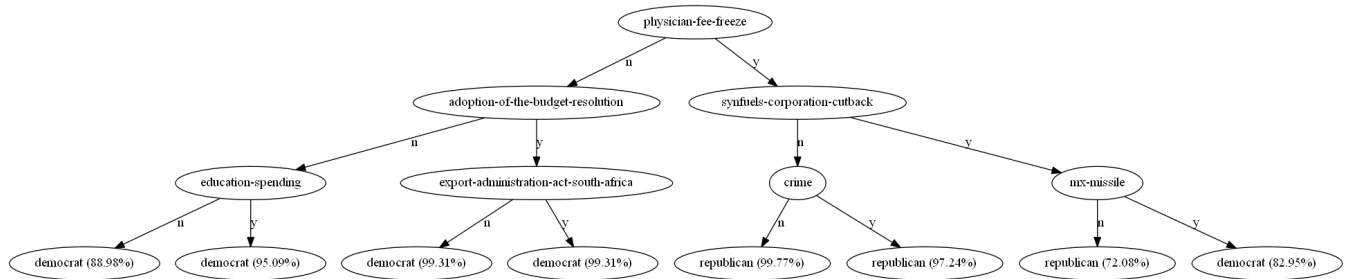 physician-fee-freeze
n y
adoption-of-the-budget-resolution synfuels-corporation-cutback
n y n y
education-spending export-administration-act-south-africa crime mx-missile
n y n y n y n y
democrat (88.98%) democrat (95.09%) democrat (99.31%) democrat (99.31%) republican (99.77%) republican (97.24%) republican (72.08%) democrat (82.95%)